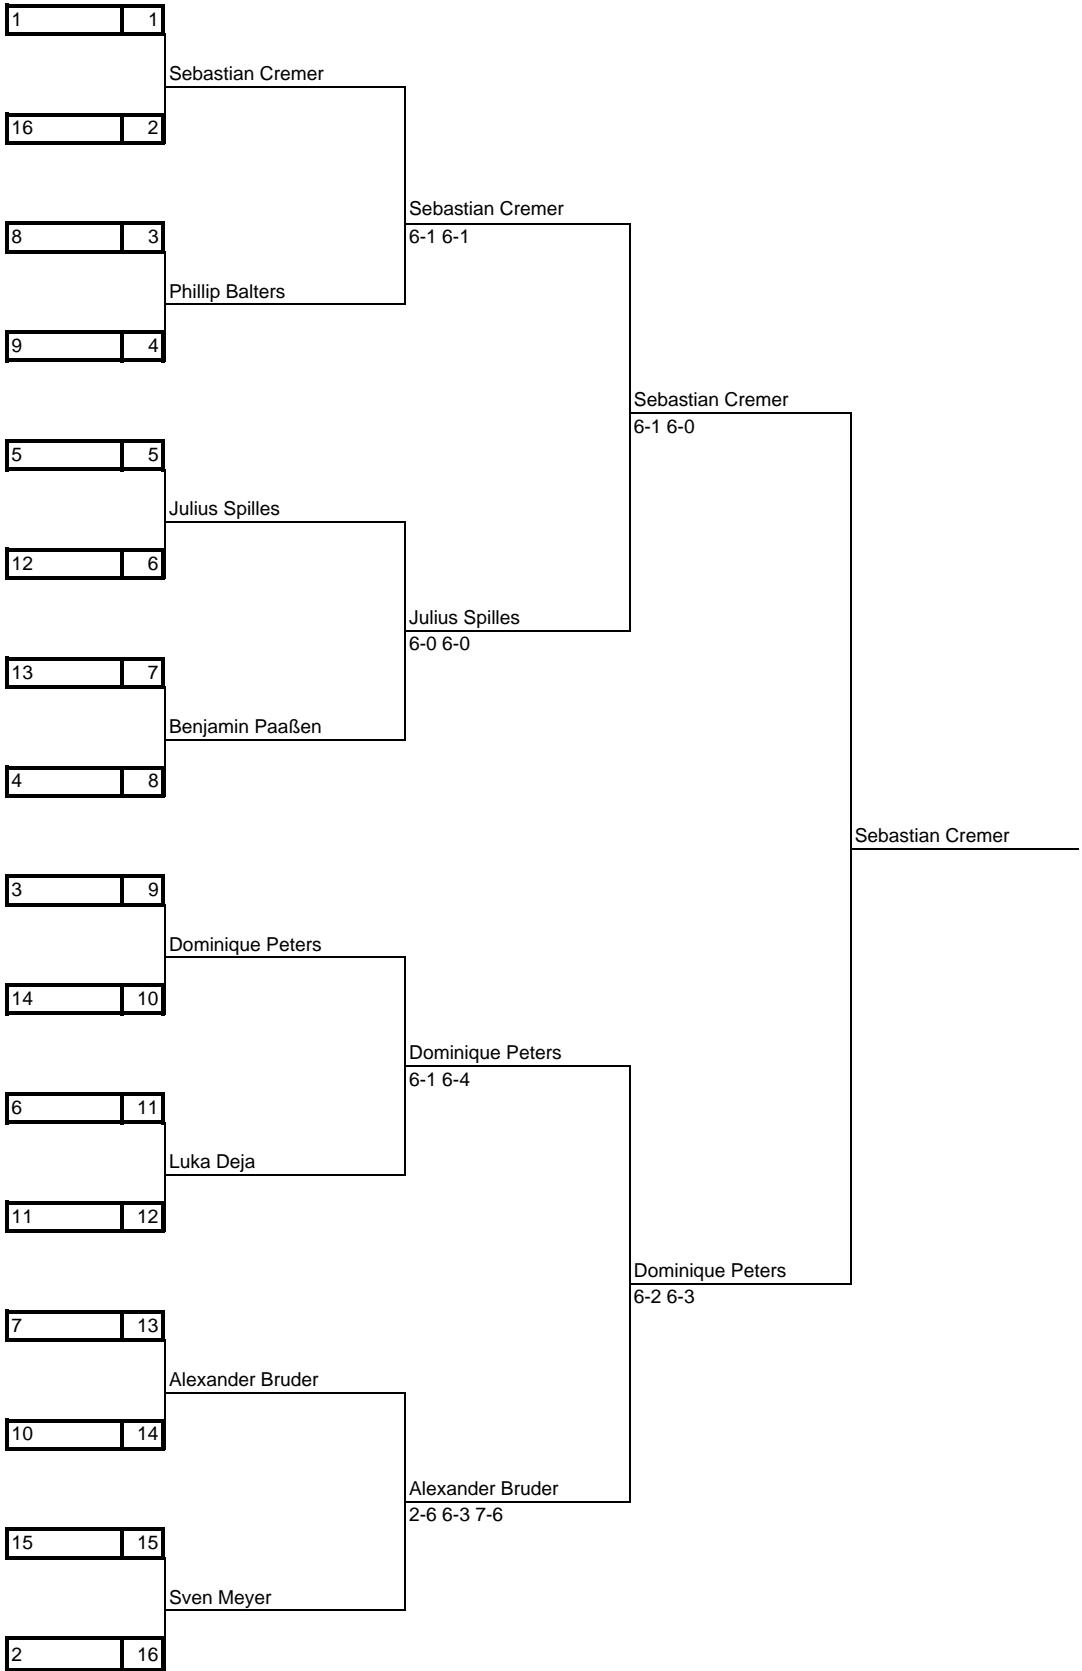 1 1
Sebastian Cremer
16 2
Sebastian Cremer
8 3
6-1 6-1
Phillip Balters
9 4
Sebastian Cremer
6-1 6-0
5 5
Julius Spilles
12 6
Julius Spilles
6-0 6-0
13 7
Benjamin Paaßen
4 8
Sebastian Cremer
3 9
Dominique Peters
14 10
Dominique Peters
6-1 6-4
6 11
Luka Deja
11 12
Dominique Peters
6-2 6-3
7 13
Alexander Bruder
10 14
Alexander Bruder
2-6 6-3 7-6
15 15
Sven Meyer
2 16